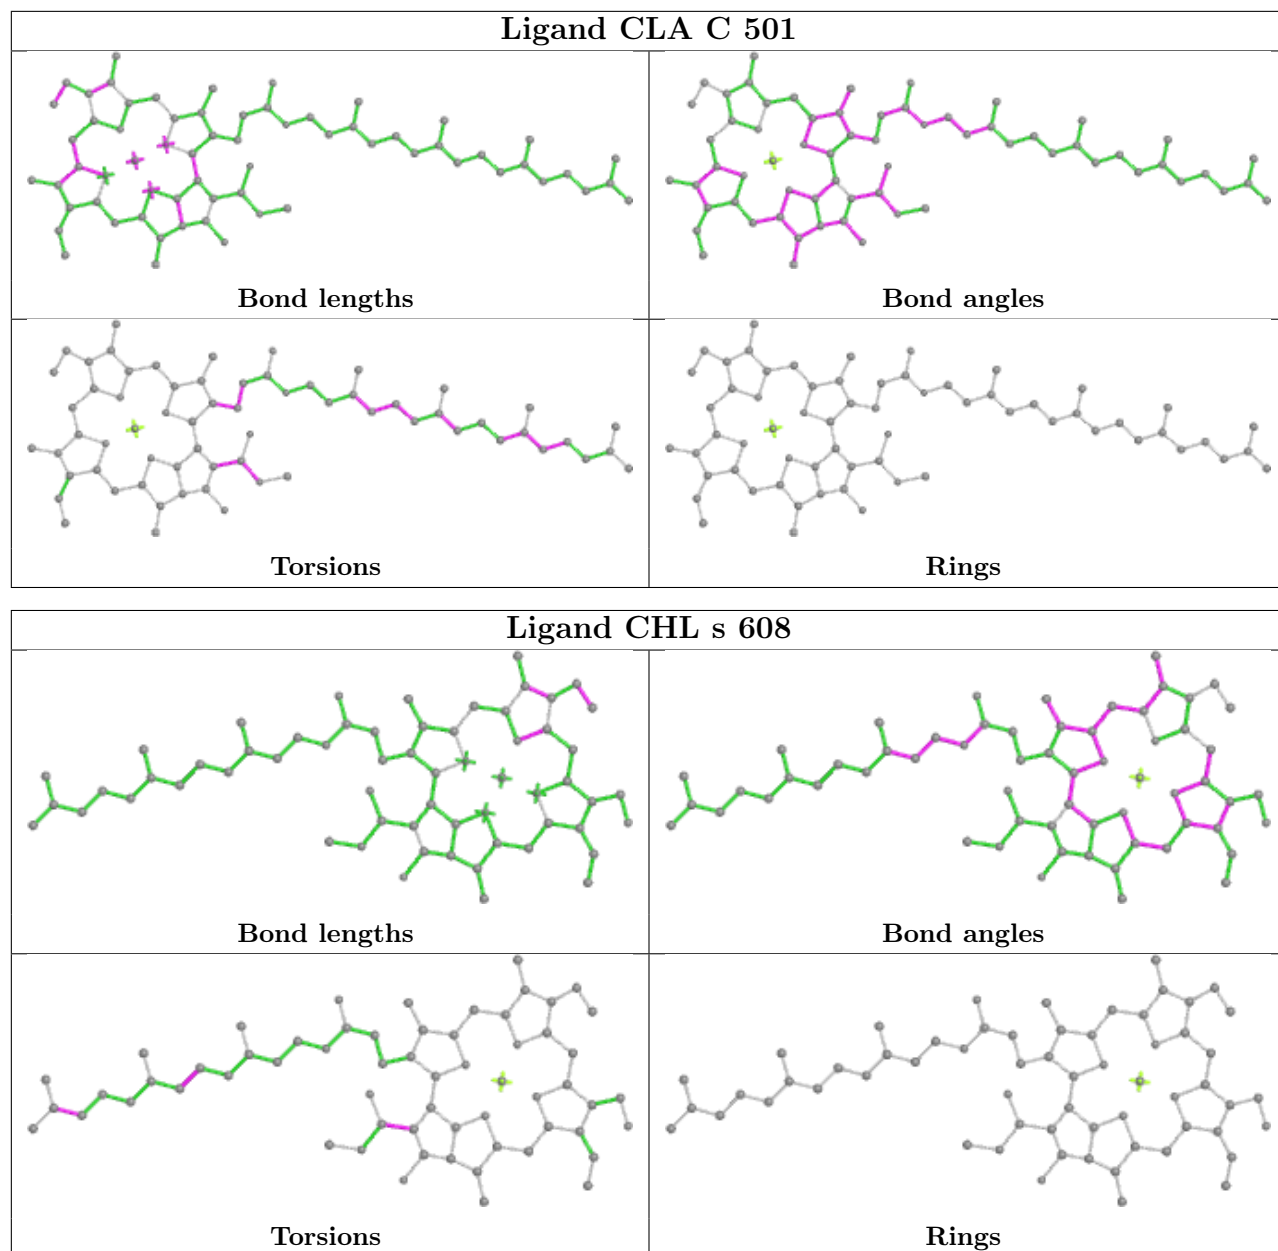 Ligand CLA C 501
Bond lengths
Bond angles
Torsions
Rings
Ligand CHL s 608
Bond lengths
Bond angles
Torsions
Rings